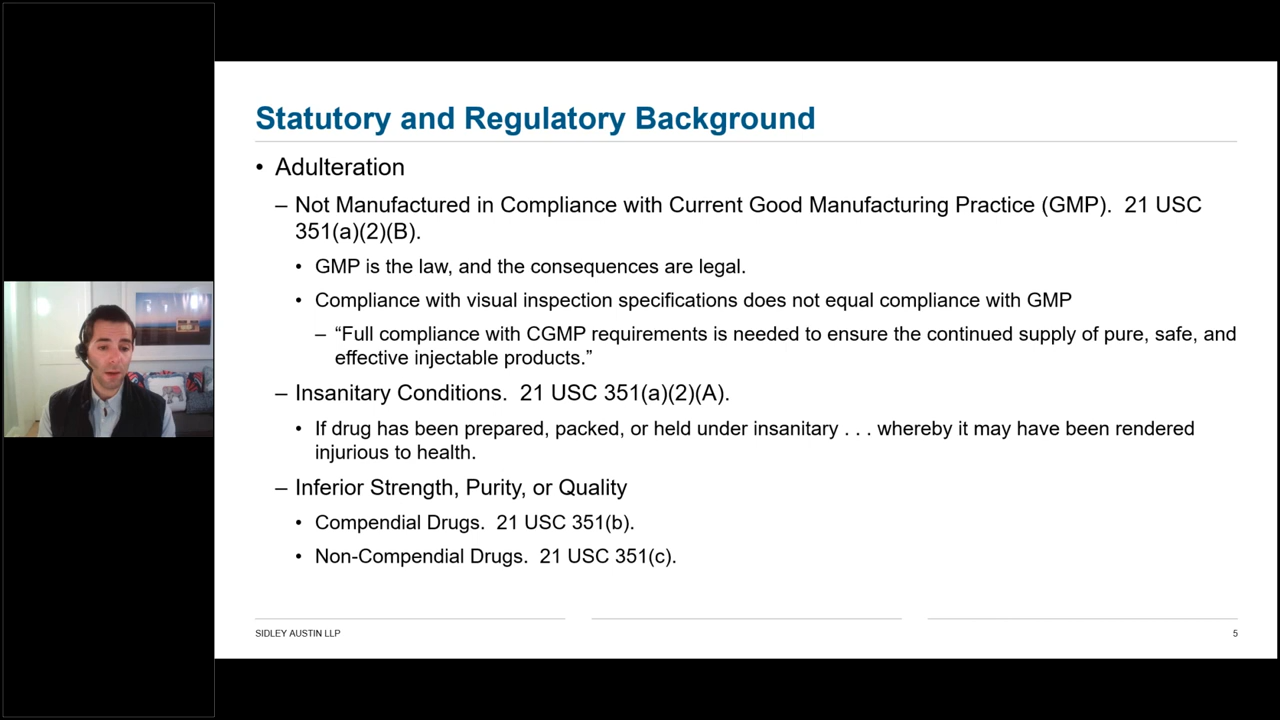 Statutory and Regulatory Background
• Adulteration
– Not Manufactured in Compliance with Current Good Manufacturing Practice (GMP).  21 USC
351(a)(2)(B).
• GMP is the law, and the consequences are legal.
• Compliance with visual inspection specifications does not equal compliance with GMP
– “Full compliance with CGMP requirements is needed to ensure the continued supply of pure, safe, and
effective injectable products.”
– Insanitary Conditions.  21 USC 351(a)(2)(A).
• If drug has been prepared, packed, or held under insanitary . . . whereby it may have been rendered
injurious to health.
– Inferior Strength, Purity, or Quality
• Compendial Drugs.  21 USC 351(b).
• Non-Compendial Drugs.  21 USC 351(c).
SIDLEY AUSTIN LLP
5